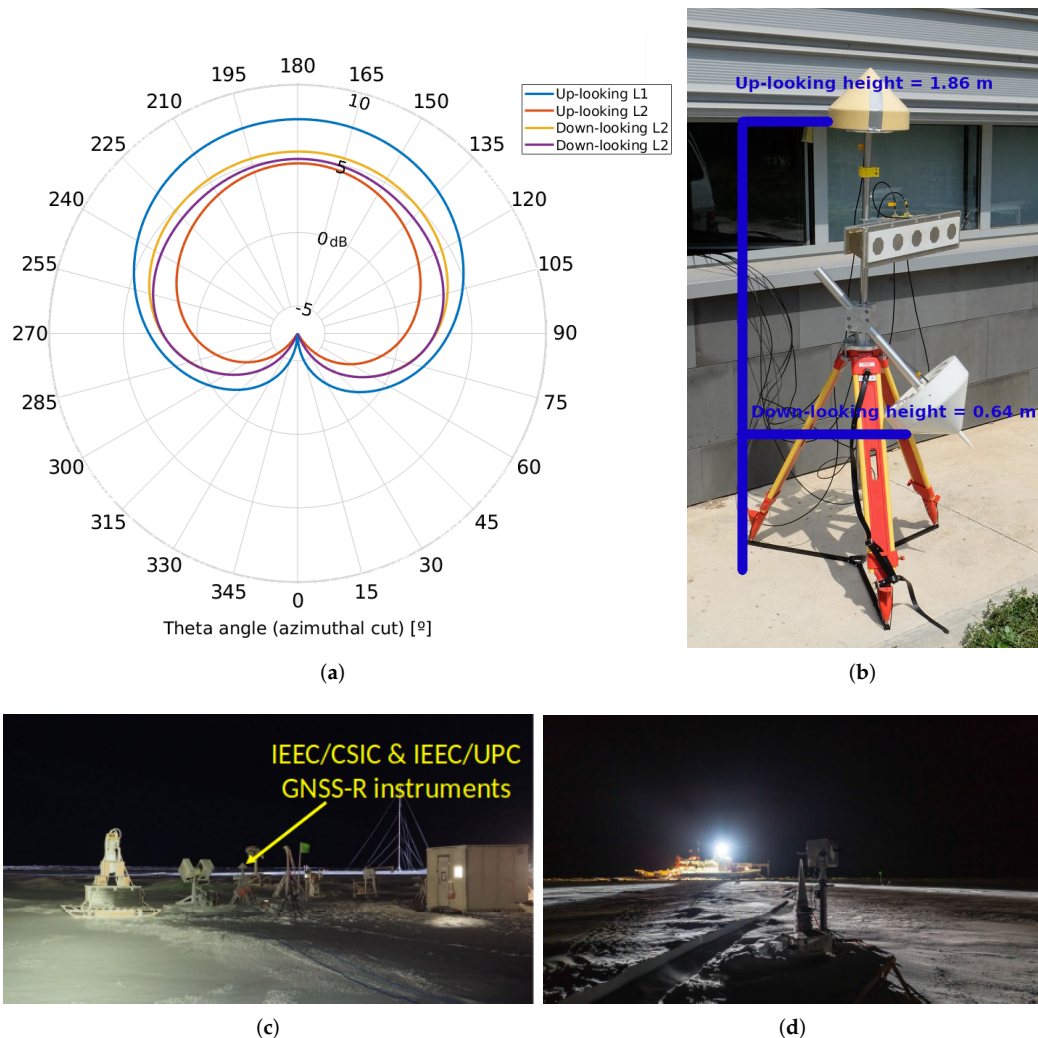 180
195
165
210
10
150
225
135
5
240
120
0 dB
255
105
-5
270
90
285
75
300
60
315
45
330
30
345
15
0
Theta angle (azimuthal cut) [º]
Up-looking L1
Up-looking L2
Down-looking L2
Down-looking L2
(a)
Up-looking height = 1.86 m
Down-looking height = 0.64 m
(b)
IEEC/CSIC & IEEC/UPC
GNSS-R instruments
(c)
(d)